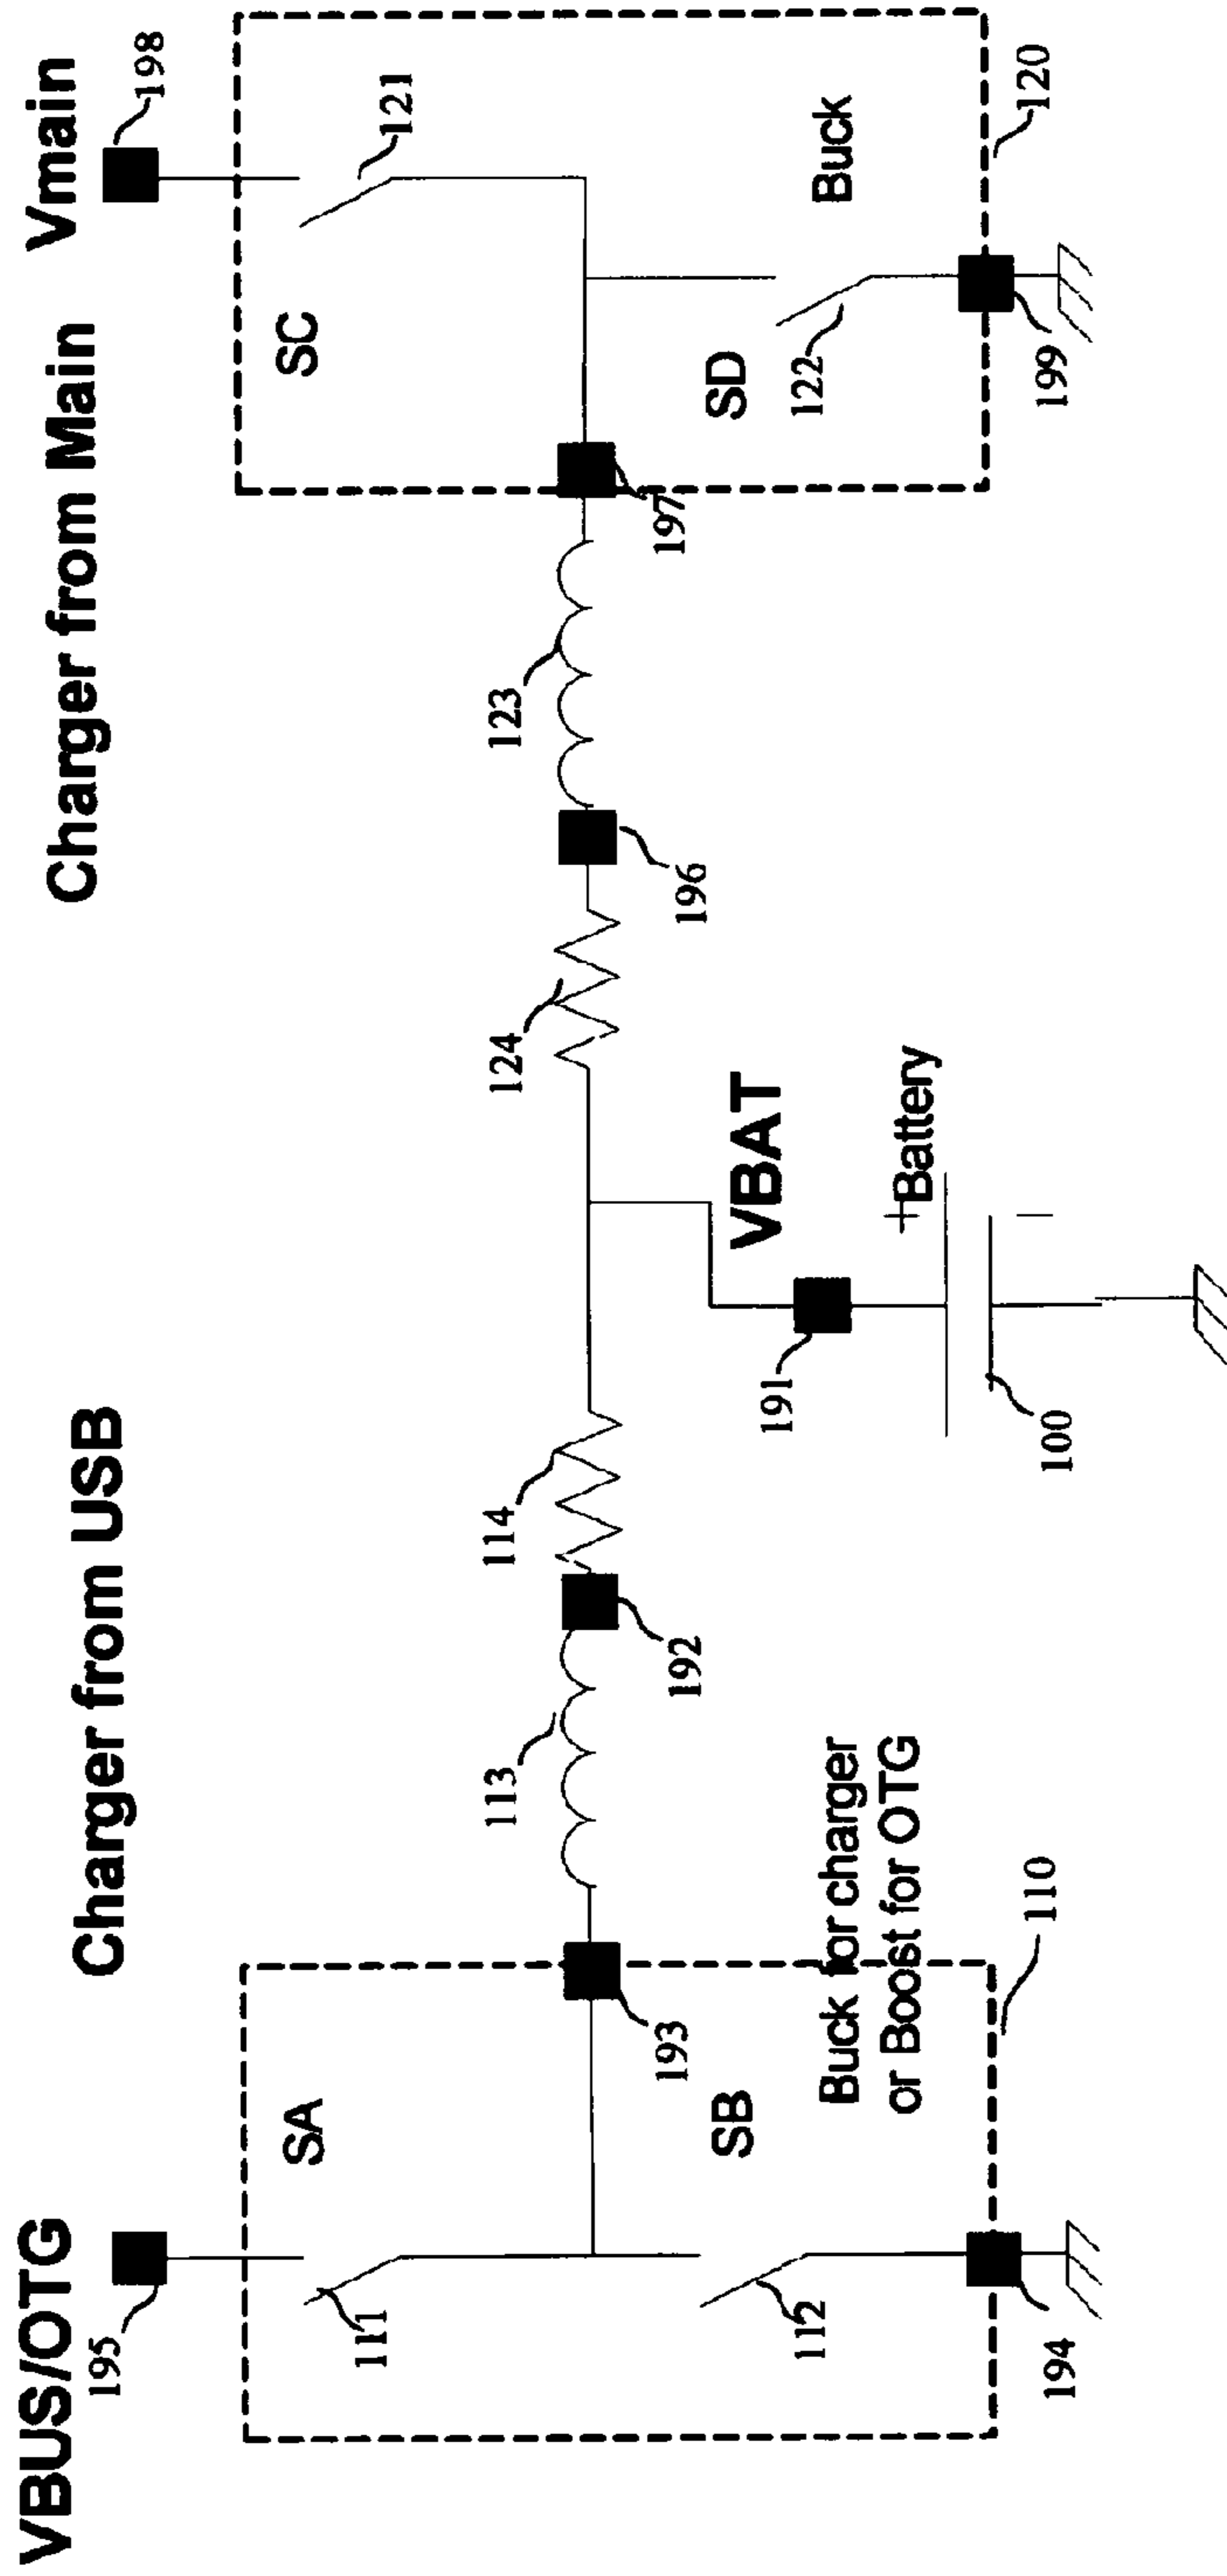 VBUS/OTG
Charger from USB
Charger from Main
Vmain
195
198
SA
SC
111
121
193
113
192
114
124
196
123
197
SB
SD
112
122
VBAT
191
+
Battery
−
100
Buck for charger
or Boost for OTG
Buck
194
110
199
120